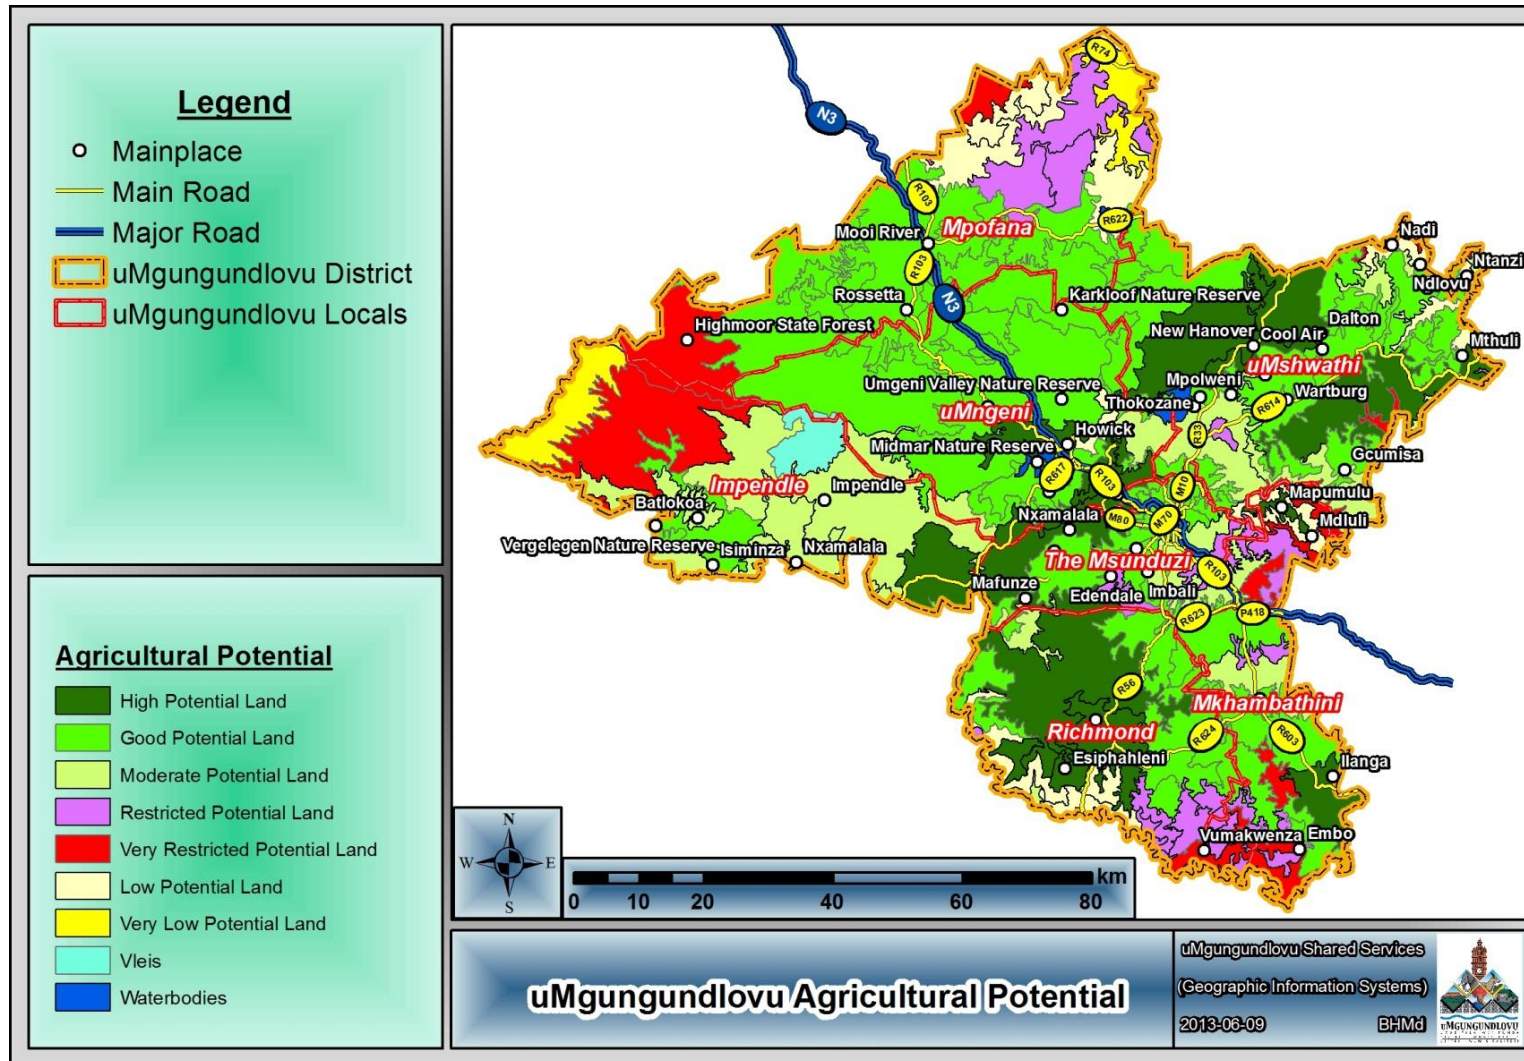 Legend
Mainplace
Main Road
Major Road
uMgungundlovu District
uMgungundlovu Locals
Agricultural Potential
High Potential Land
Good Potential Land
Moderate Potential Land
Restricted Potential Land
Very Restricted Potential Land
Low Potential Land
Very Low Potential Land
Vleis
Waterbodies
R74
N3
R103
R622
Mpofana
Mooi River
Nadi
R103
Ntanzi
Ndlovu
Rossetta
N3
Karkloof Nature Reserve
Dalton
Highmoor State Forest
New Hanover
Cool Air
Mthuli
uMshwathi
Umgeni Valley Nature Reserve
Mpolweni
Wartburg
Thokozane
R614
uMngeni
R33
Howick
Midmar Nature Reserve
Gcumisa
R617
R103
M10
Impendle
Impendle
Mapumulu
Batlokoa
Nxamalala
M80
M70
Mdluli
Vergelegen Nature Reserve
Isiminza
Nxamalala
The Msunduzi
R103
Mafunze
Edendale
Imbali
R623
P418
R56
Mkhambathini
Richmond
R624
R603
Esiphahleni
Ilanga
Vumakwenza
Embo
N
W
E
S
km
0
10
20
40
60
80
uMgungundlovu Agricultural Potential
uMgungundlovu Shared Services
(Geographic Information Systems)
2013-06-09
BHMd
uMGUNGUNDLOVU